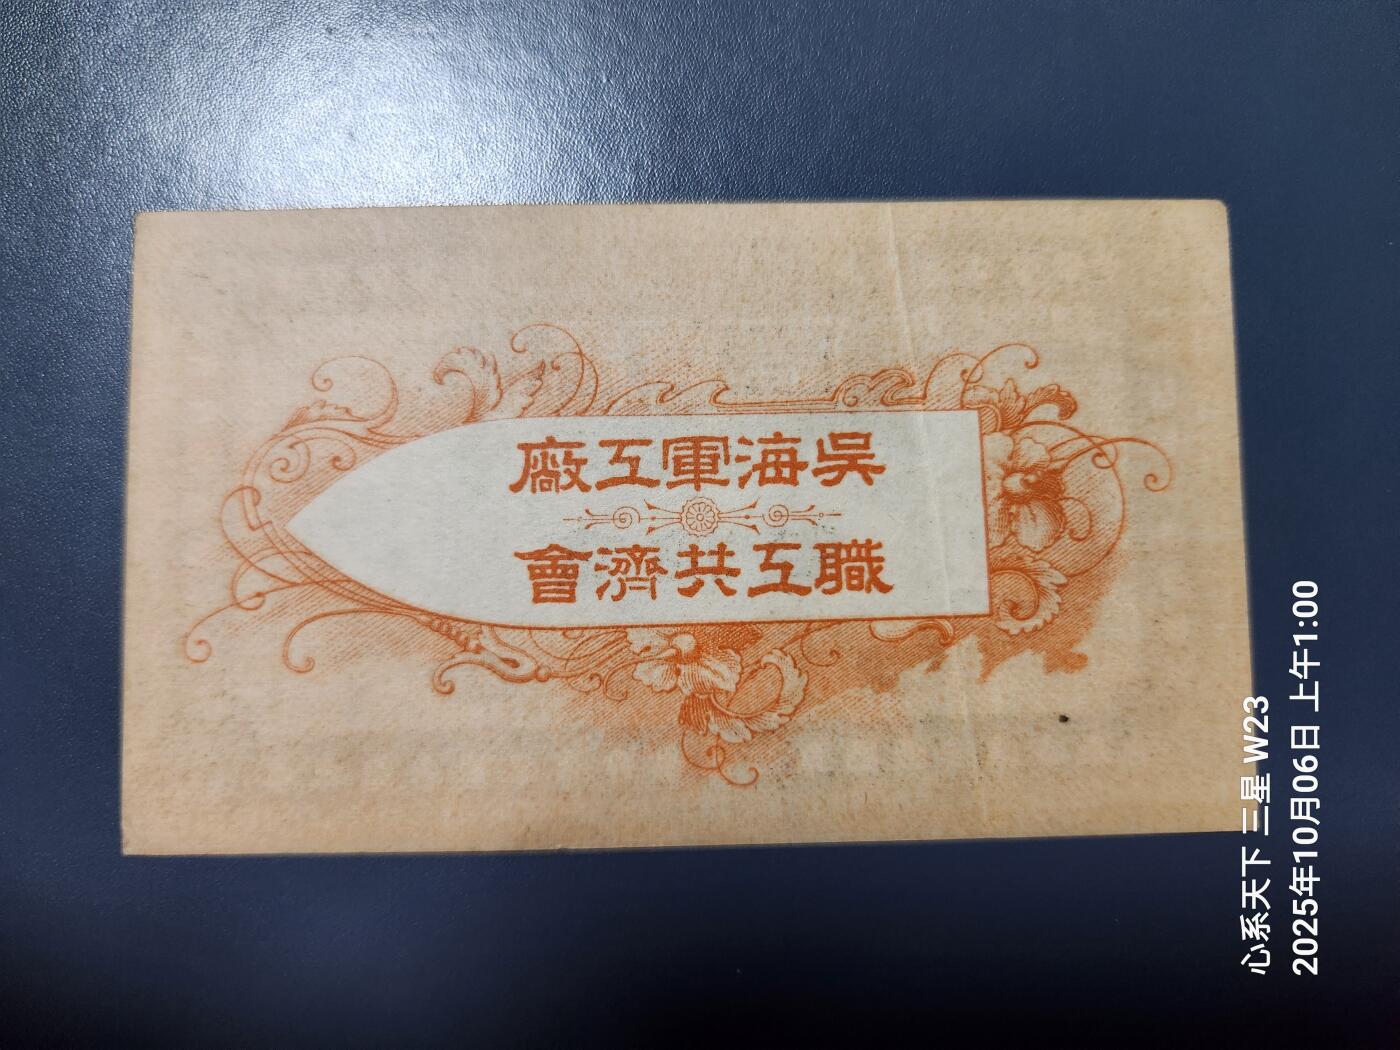 吳海軍工廠
職工共濟會
心系天下 三星 W23
2025年10月06日 上午1:00